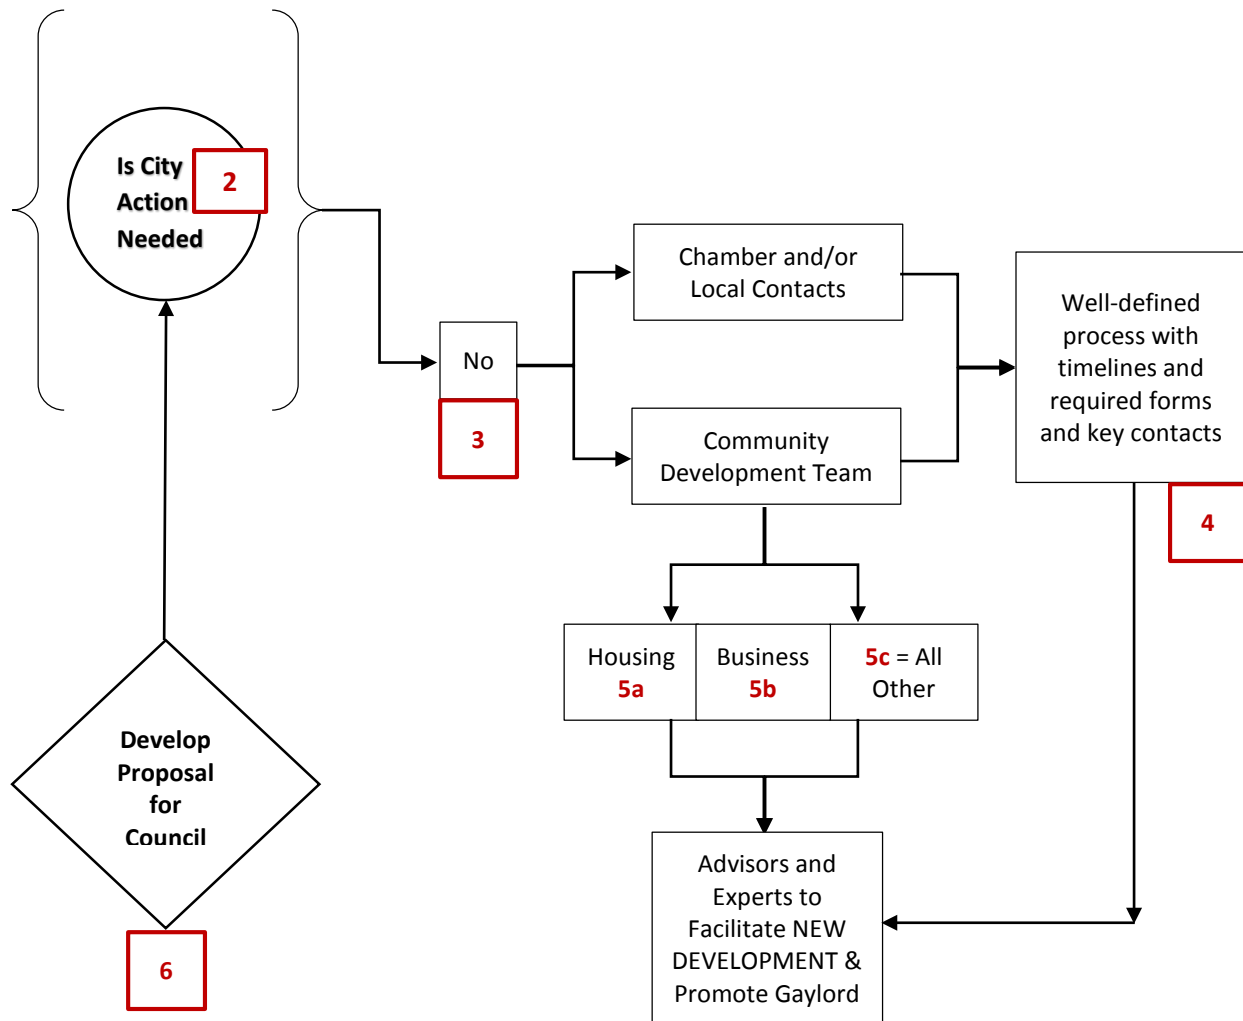 Is City
Action
Needed
2
No
3
Chamber and/or
Local Contacts
Community
Development Team
Well-defined
process with
timelines and
required forms
and key contacts
4
Housing
5a
Business
5b
5c = All
Other
Develop
Proposal
for
Council
6
Advisors and
Experts to
Facilitate NEW
DEVELOPMENT &
Promote Gaylord